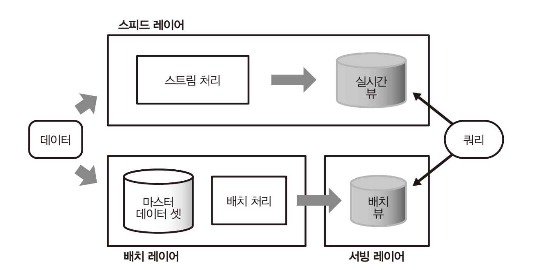 스피드 레이어
스트림 처리
실시간
뷰
데이터
쿼리
마스터
데이터 셋
배치 처리
배치
뷰
배치 레이어
서빙 레이어